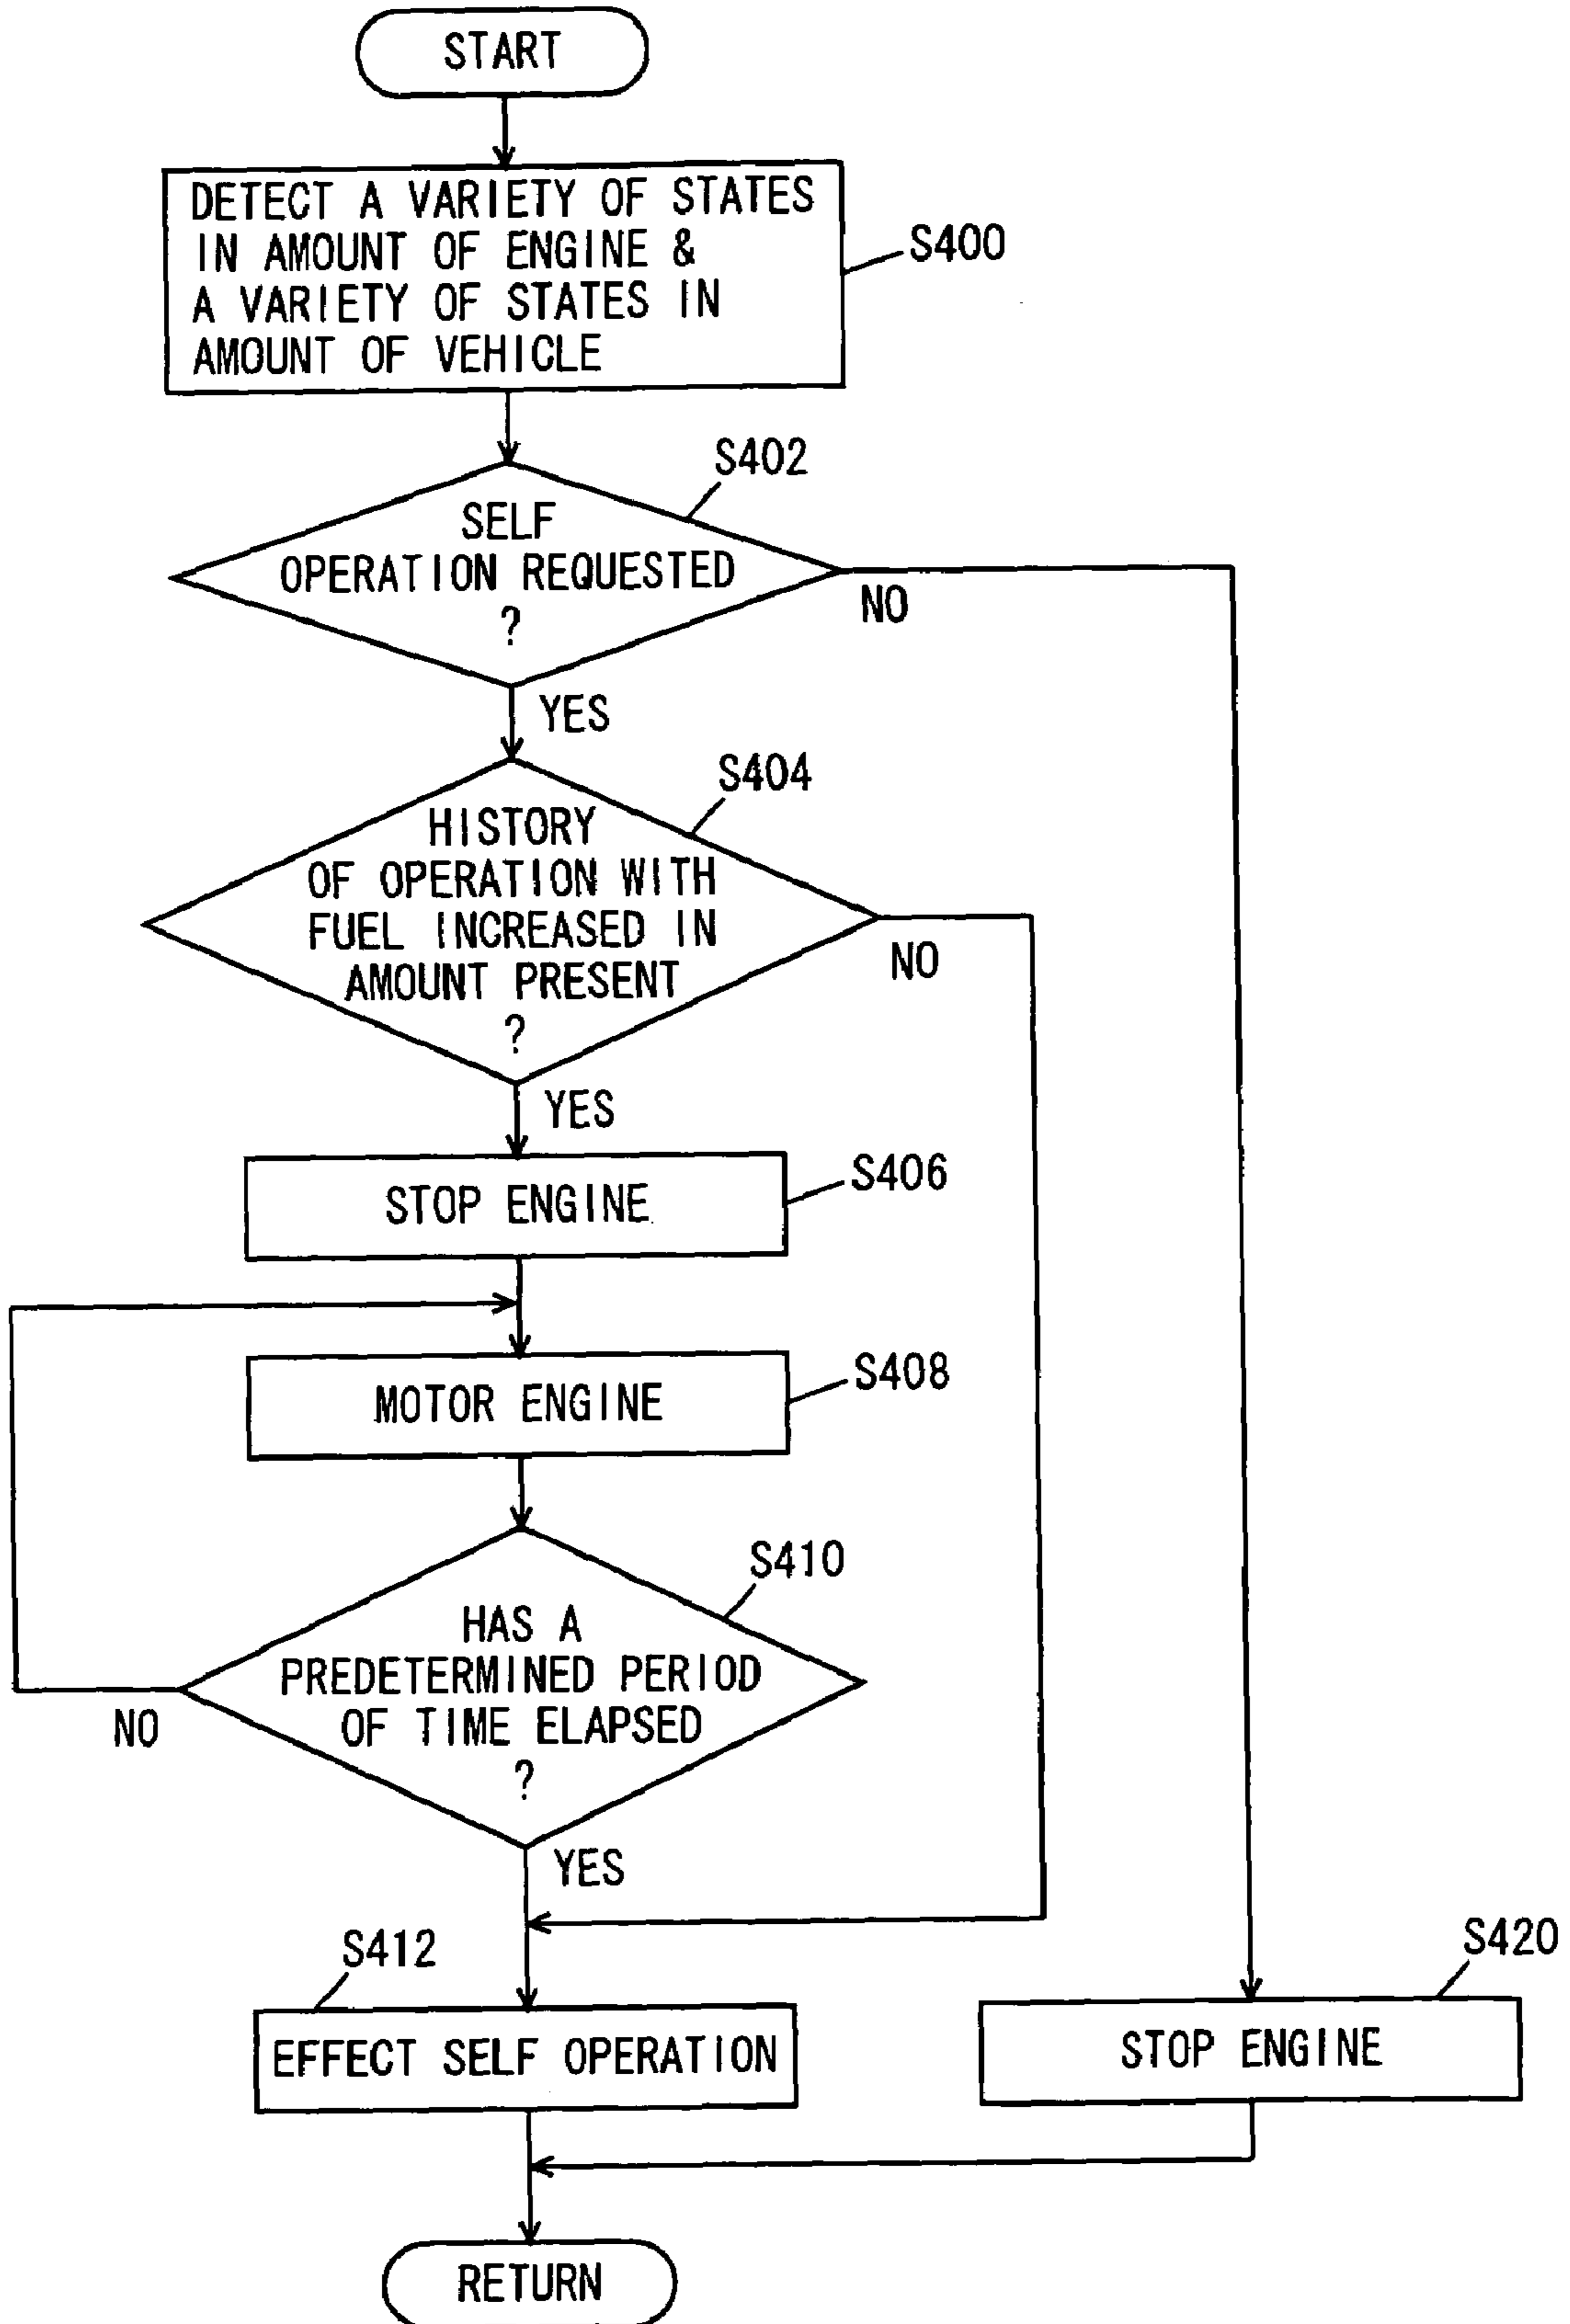 START
DETECT A VARIETY OF STATES
IN AMOUNT OF ENGINE &
A VARIETY OF STATES IN
AMOUNT OF VEHICLE
S400
S402
SELF
OPERATION REQUESTED
?
NO
YES
S404
HISTORY
OF OPERATION WITH
FUEL INCREASED IN
AMOUNT PRESENT
?
NO
YES
STOP ENGINE
S406
MOTOR ENGINE
S408
S410
HAS A
PREDETERMINED PERIOD
OF TIME ELAPSED
?
NO
YES
S412
EFFECT SELF OPERATION
S420
STOP ENGINE
RETURN